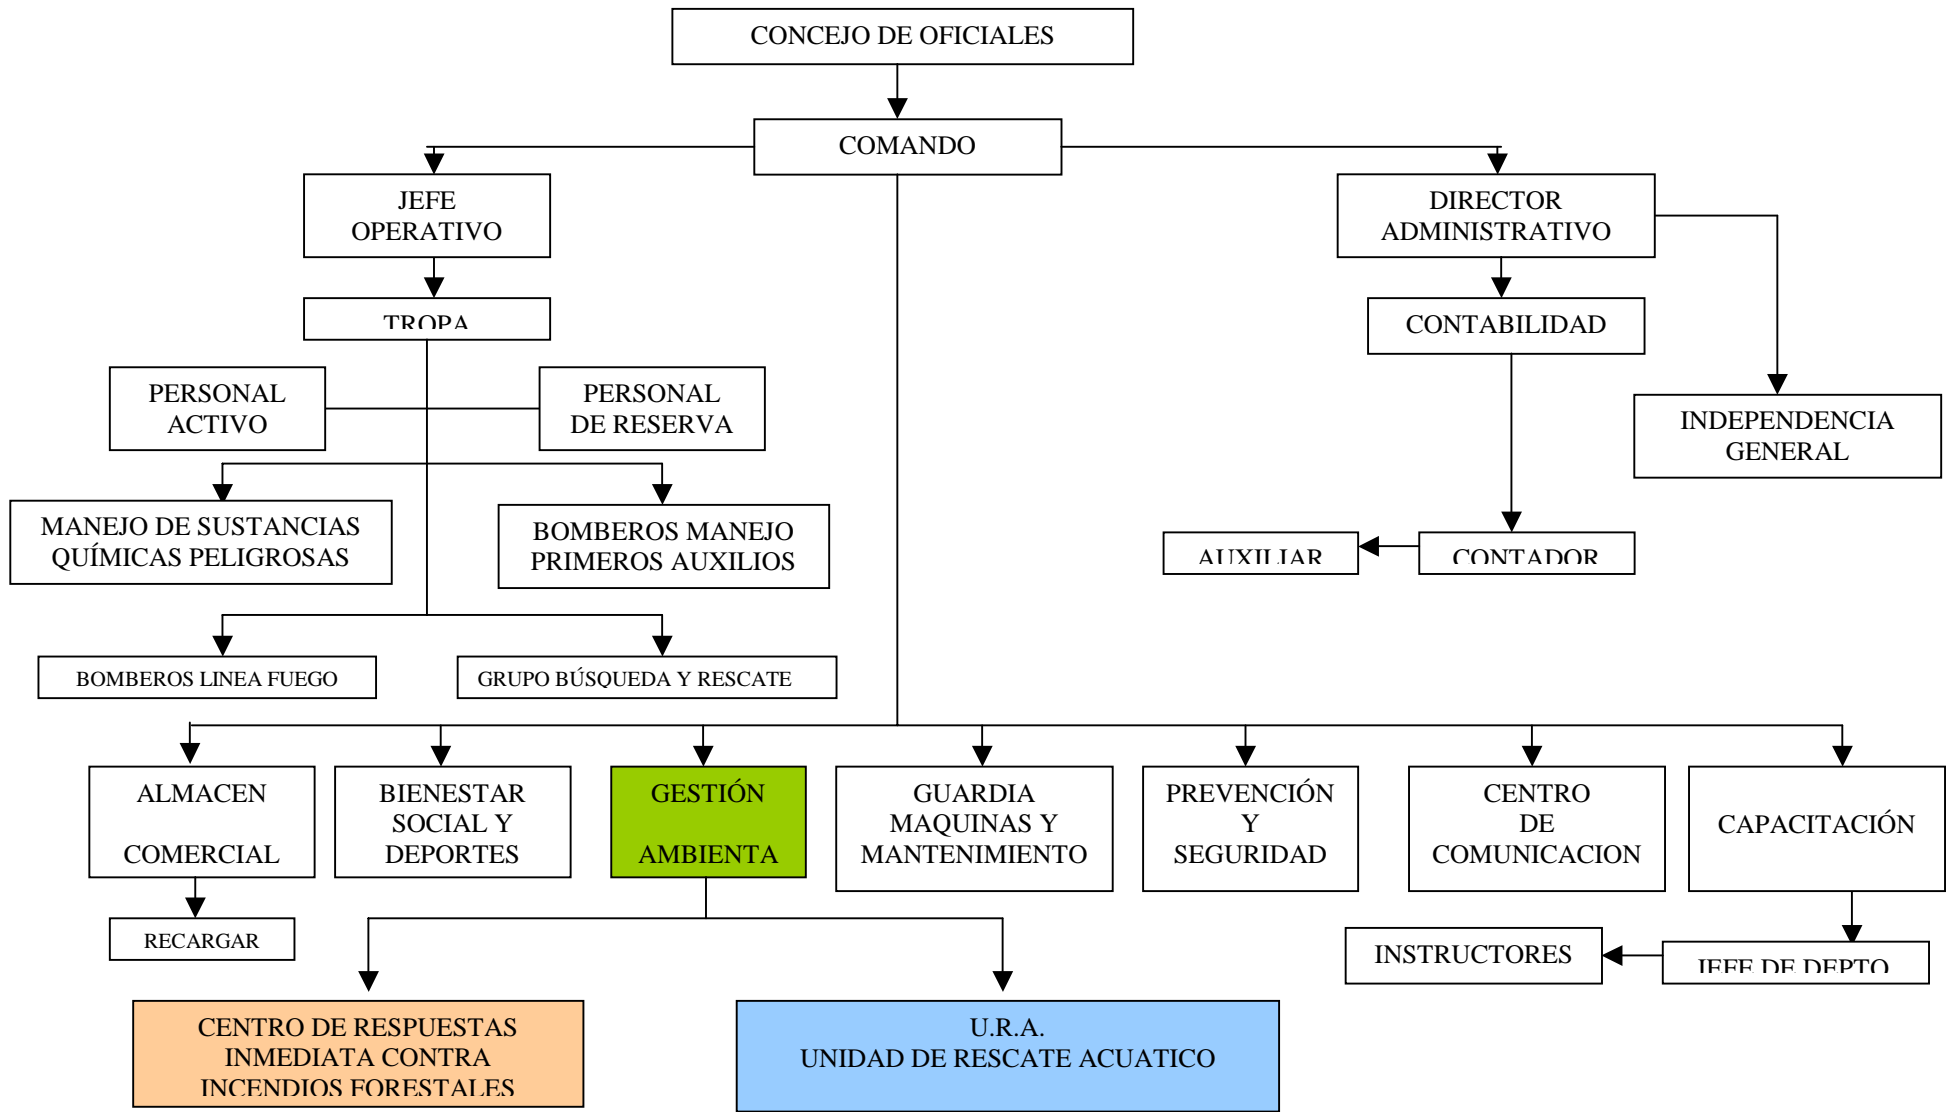 CONCEJO DE OFICIALES
COMANDO
JEFE
OPERATIVO
DIRECTOR
ADMINISTRATIVO
TROPA
CONTABILIDAD
PERSONAL
ACTIVO
PERSONAL
DE RESERVA
INDEPENDENCIA
GENERAL
MANEJO DE SUSTANCIAS
QUÍMICAS PELIGROSAS
BOMBEROS MANEJO
PRIMEROS AUXILIOS
AUXILIAR
CONTADOR
BOMBEROS LINEA FUEGO
GRUPO BÚSQUEDA Y RESCATE
ALMACEN
COMERCIAL
BIENESTAR
SOCIAL Y
DEPORTES
GESTIÓN
AMBIENTA
GUARDIA
MAQUINAS Y
MANTENIMIENTO
PREVENCIÓN
Y
SEGURIDAD
CENTRO
DE
COMUNICACION
CAPACITACIÓN
RECARGAR
INSTRUCTORES
JEFE DE DEPTO
CENTRO DE RESPUESTAS
INMEDIATA CONTRA
INCENDIOS FORESTALES
U.R.A.
UNIDAD DE RESCATE ACUATICO